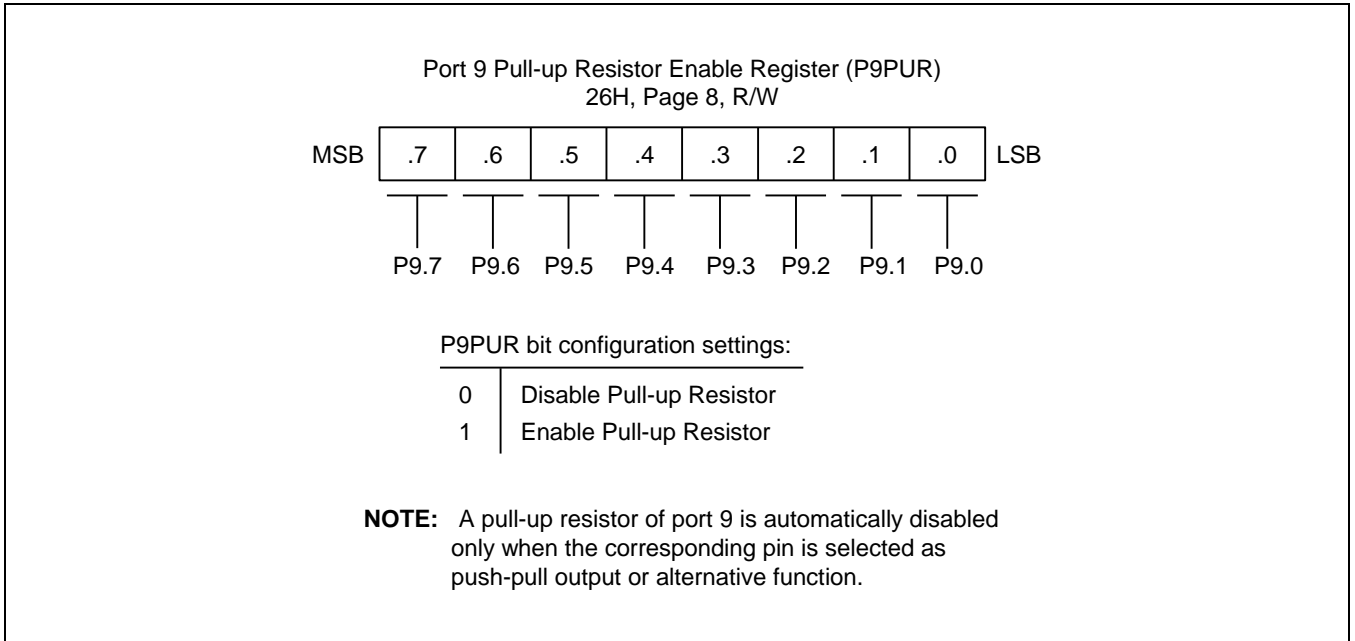 Port 9 Pull-up Resistor Enable Register (P9PUR)
26H, Page 8, R/W
MSB .7 .6 .5 .4 .3 .2 .1 .0 LSB
P9.7 P9.6 P9.5 P9.4 P9.3 P9.2 P9.1 P9.0
P9PUR bit configuration settings:
0 Disable Pull-up Resistor
1 Enable Pull-up Resistor
NOTE: A pull-up resistor of port 9 is automatically disabled
only when the corresponding pin is selected as
push-pull output or alternative function.